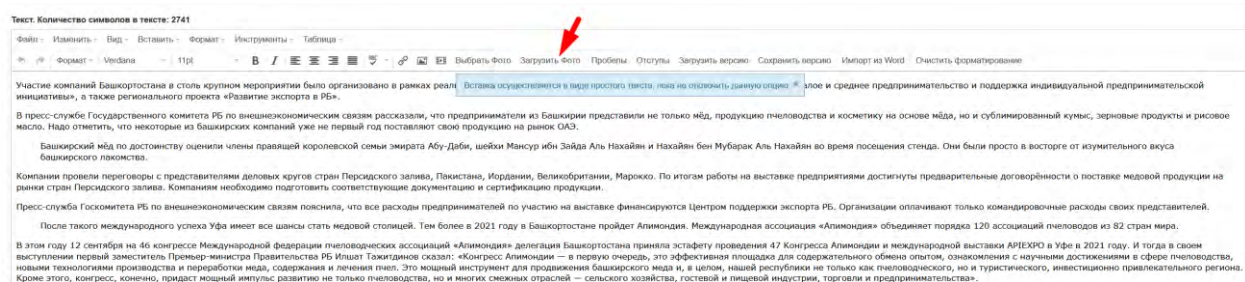 Текст. Количество символов в тексте: 2741
Файл Изменить Вид Вставить Формат Инструменты Таблица
Формат Verdana 11pt B I Выбрать Фото Загрузить Фото Пробелы Отступы Загрузить версию Сохранить версию Импорт из Word Очистить форматирование
Вставка осуществляется в виде простого текста, пока не отключить данную опцию ×
Участие компаний Башкортостана в столь крупном мероприятии было организовано в рамках реали алое и среднее предпринимательство и поддержка индивидуальной предпринимательской
инициативы», а также регионального проекта «Развитие экспорта в РБ».
В пресс-службе Государственного комитета РБ по внешнеэкономическим связям рассказали, что предприниматели из Башкирии представили не только мёд, продукцию пчеловодства и косметику на основе мёда, но и сублимированный кумыс, зерновые продукты и рисовое
масло. Надо отметить, что некоторые из башкирских компаний уже не первый год поставляют свою продукцию на рынок ОАЭ.
Башкирский мёд по достоинству оценили члены правящей королевской семьи эмирата Абу-Даби, шейхи Мансур ибн Зайда Аль Нахайян и Нахайян бен Мубарак Аль Нахайян во время посещения стенда. Они были просто в восторге от изумительного вкуса
башкирского лакомства.
Компании провели переговоры с представителями деловых кругов стран Персидского залива, Пакистана, Иордании, Великобритании, Марокко. По итогам работы на выставке предприятиями достигнуты предварительные договорённости о поставке медовой продукции на
рынки стран Персидского залива. Компаниям необходимо подготовить соответствующие документацию и сертификацию продукции.
Пресс-служба Госкомитета РБ по внешнеэкономическим связям пояснила, что все расходы предпринимателей по участию на выставке финансируются Центром поддержки экспорта РБ. Организации оплачивают только командировочные расходы своих представителей.
После такого международного успеха Уфа имеет все шансы стать медовой столицей. Тем более в 2021 году в Башкортостане пройдет Апимондия. Международная ассоциация «Апимондия» объединяет порядка 120 ассоциаций пчеловодов из 82 стран мира.
В этом году 12 сентября на 46 конгрессе Международной федерации пчеловодческих ассоциаций «Апимондия» делегация Башкортостана приняла эстафету проведения 47 Конгресса Апимондии и международной выставки APIEXPO в Уфе в 2021 году. И тогда в своем
выступлении первый заместитель Премьер-министра Правительства РБ Илшат Тажитдинов сказал: «Конгресс Апимондии — в первую очередь, это эффективная площадка для содержательного обмена опытом, ознакомления с научными достижениями в сфере пчеловодства,
новыми технологиями производства и переработки меда, содержания и лечения пчел. Это мощный инструмент для продвижения башкирского меда и, в целом, нашей республики не только как пчеловодческого, но и туристического, инвестиционно привлекательного региона.
Кроме этого, конгресс, конечно, придаст мощный импульс развитию не только пчеловодства, но и многих смежных отраслей — сельского хозяйства, гостевой и пищевой индустрии, торговли и предпринимательства».